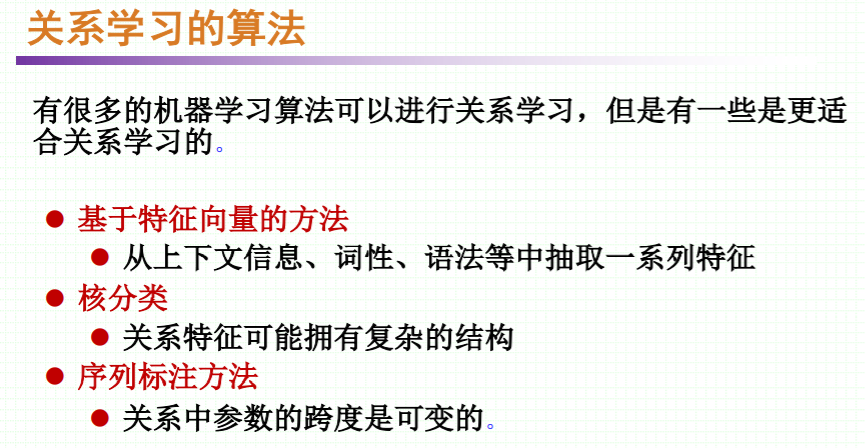 关系学习的算法
有很多的机器学习算法可以进行关系学习，但是有一些是更适
合关系学习的。
基于特征向量的方法
从上下文信息、词性、语法等中抽取一系列特征
核分类
关系特征可能拥有复杂的结构
序列标注方法
关系中参数的跨度是可变的。